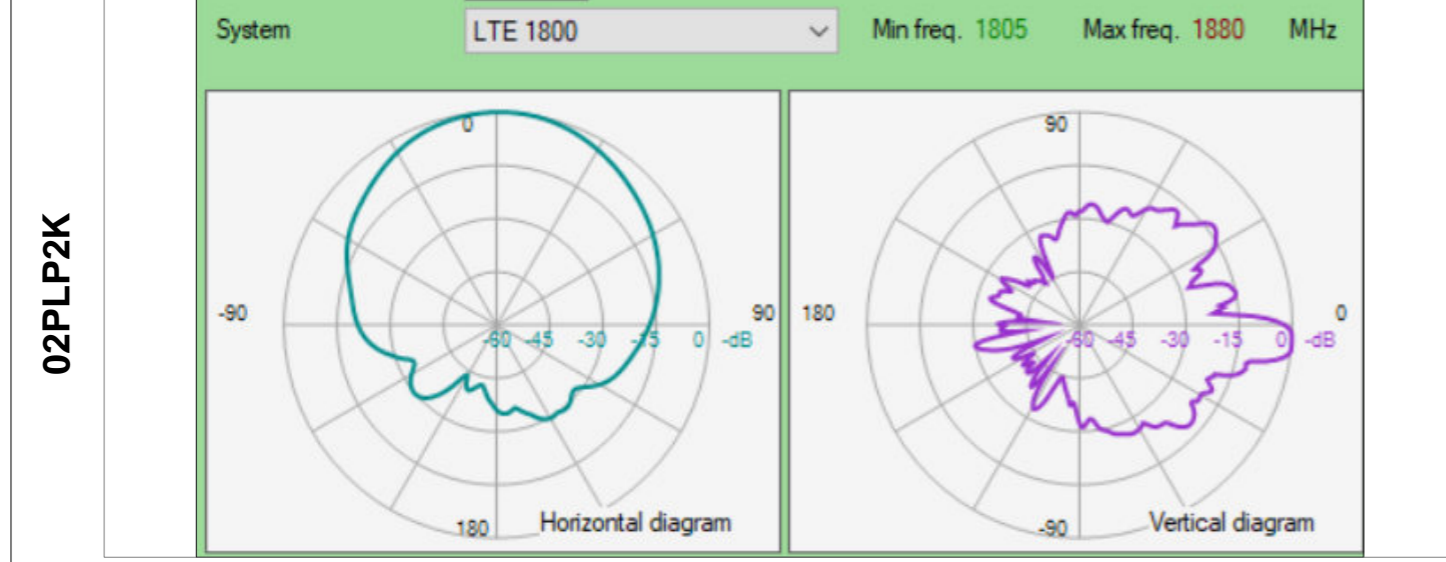 02PLP2K
System LTE 1800 Min freq. 1805 Max freq. 1880 MHz
0
-90 90
-60 -45 -30 -15 0 -dB
180 Horizontal diagram
90
180 0
-60 -45 -30 -15 0 -dB
-90 Vertical diagram